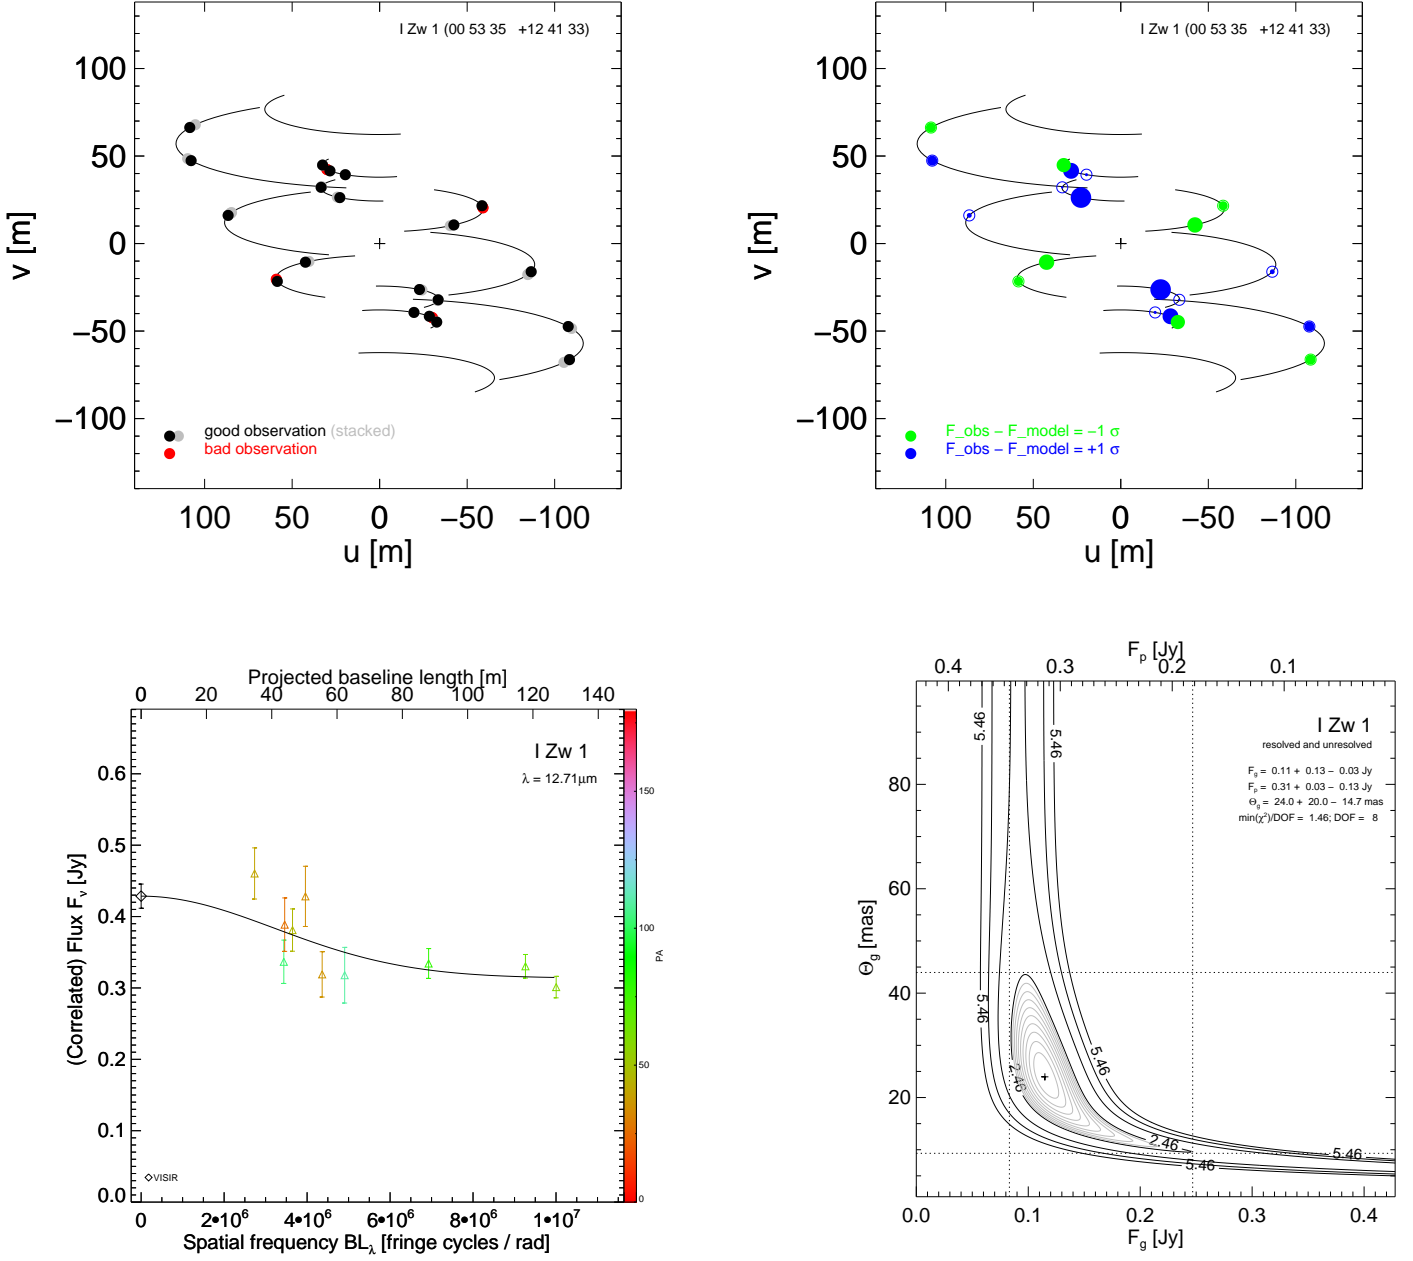 I Zw 1 (00 53 35   +12 41 33)
100
50
0
−50
−100
v [m]
good observation (stacked)
bad observation
100 50 0 −50 −100
u [m]
I Zw 1 (00 53 35   +12 41 33)
100
50
0
−50
−100
v [m]
F_obs − F_model = −1 σ
F_obs − F_model = +1 σ
100 50 0 −50 −100
u [m]
Projected baseline length [m]
0 20 40 60 80 100 120 140
I Zw 1
λ = 12.71μm
0.6
0.5
0.4
0.3
0.2
0.1
0.0
(Correlated) Flux Fν [Jy]
150
100
50
0
PA
VISIR
0 2•10⁶ 4•10⁶ 6•10⁶ 8•10⁶ 1•10⁷
Spatial frequency BLλ [fringe cycles / rad]
Fp [Jy]
0.4 0.3 0.2 0.1
I Zw 1
resolved and unresolved
Fg = 0.11 + 0.13 − 0.03 Jy
Fp = 0.31 + 0.03 − 0.13 Jy
Θg = 24.0 + 20.0 − 14.7 mas
min(χ²)/DOF = 1.46; DOF = 8
5.46
5.46
5.46
5.46
2.46
2.46
5.46
5.46
80
60
40
20
Θg [mas]
0.0 0.1 0.2 0.3 0.4
Fg [Jy]